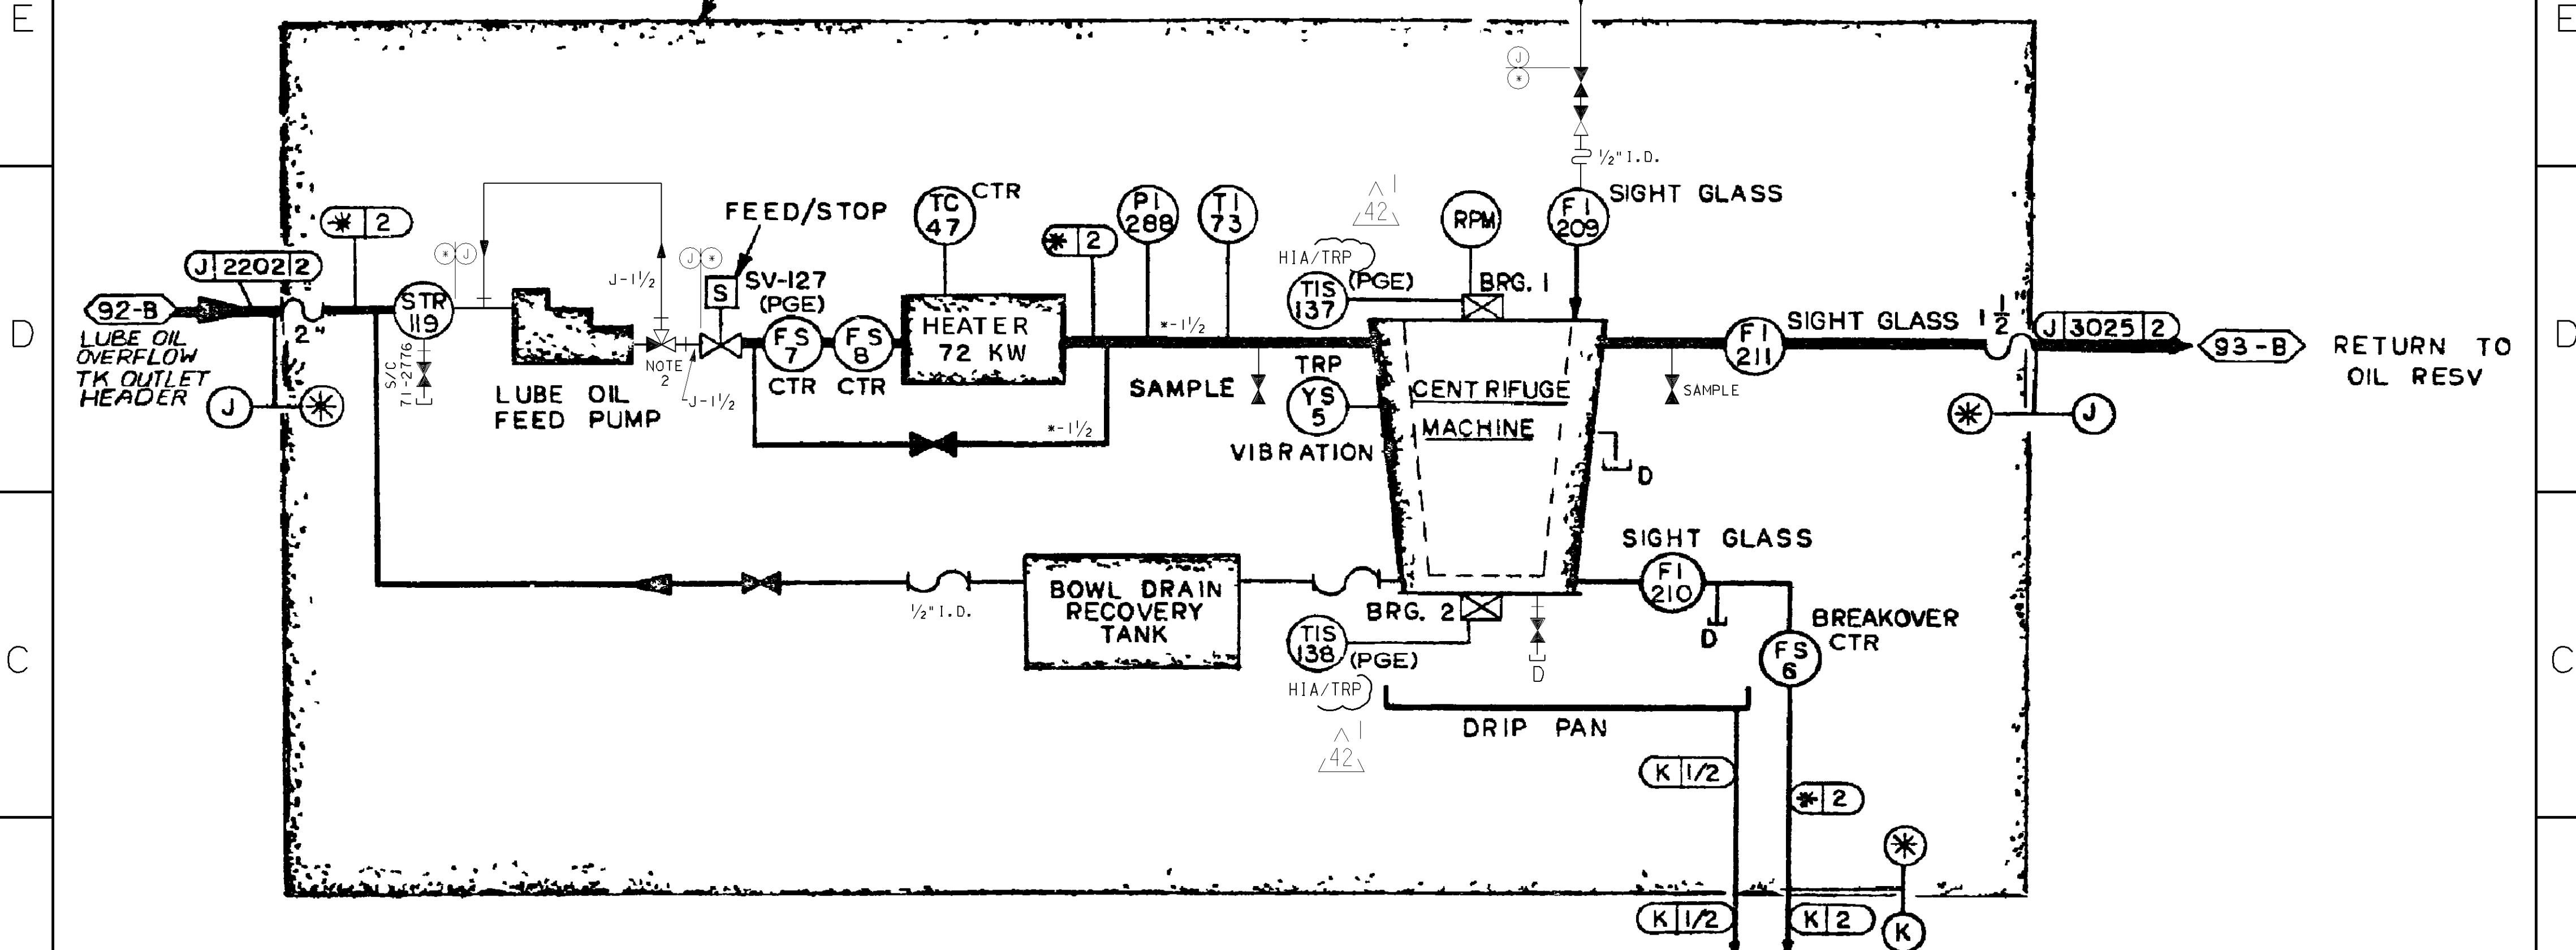 E
E
J
*
½" I.D.
SIGHT GLASS
FI
209
1
42
RPM
CTR
TC
47
PI
288
TI
73
FEED/STOP
* 2
* 2
* J
J *
HIA/TRP
(PGE)
BRG. 1
TIS
137
J 2202 2
J-1½
S
SV-127
(PGE)
92-B
2"
STR
119
HEATER
72 KW
*-1½
FS
7
FS
8
CTR
CTR
NOTE
2
J-1½
LUBE OIL
OVERFLOW
TK OUTLET
HEADER
S/C
71-2776
J
*
LUBE OIL
FEED PUMP
SAMPLE
TRP
YS
5
VIBRATION
CENTRIFUGE
MACHINE
SIGHT GLASS
1 1/2
FI
211
J 3025 2
93-B
RETURN TO
OIL RESV
SAMPLE
*
J
D
D
D
*-1½
SIGHT GLASS
FI
210
D
BREAKOVER
CTR
FS
6
½" I.D.
BOWL DRAIN
RECOVERY
TANK
BRG. 2
TIS
138
(PGE)
HIA/TRP
1
42
D
DRIP PAN
C
C
K 1/2
* 2
*
K 1/2
K 2
K